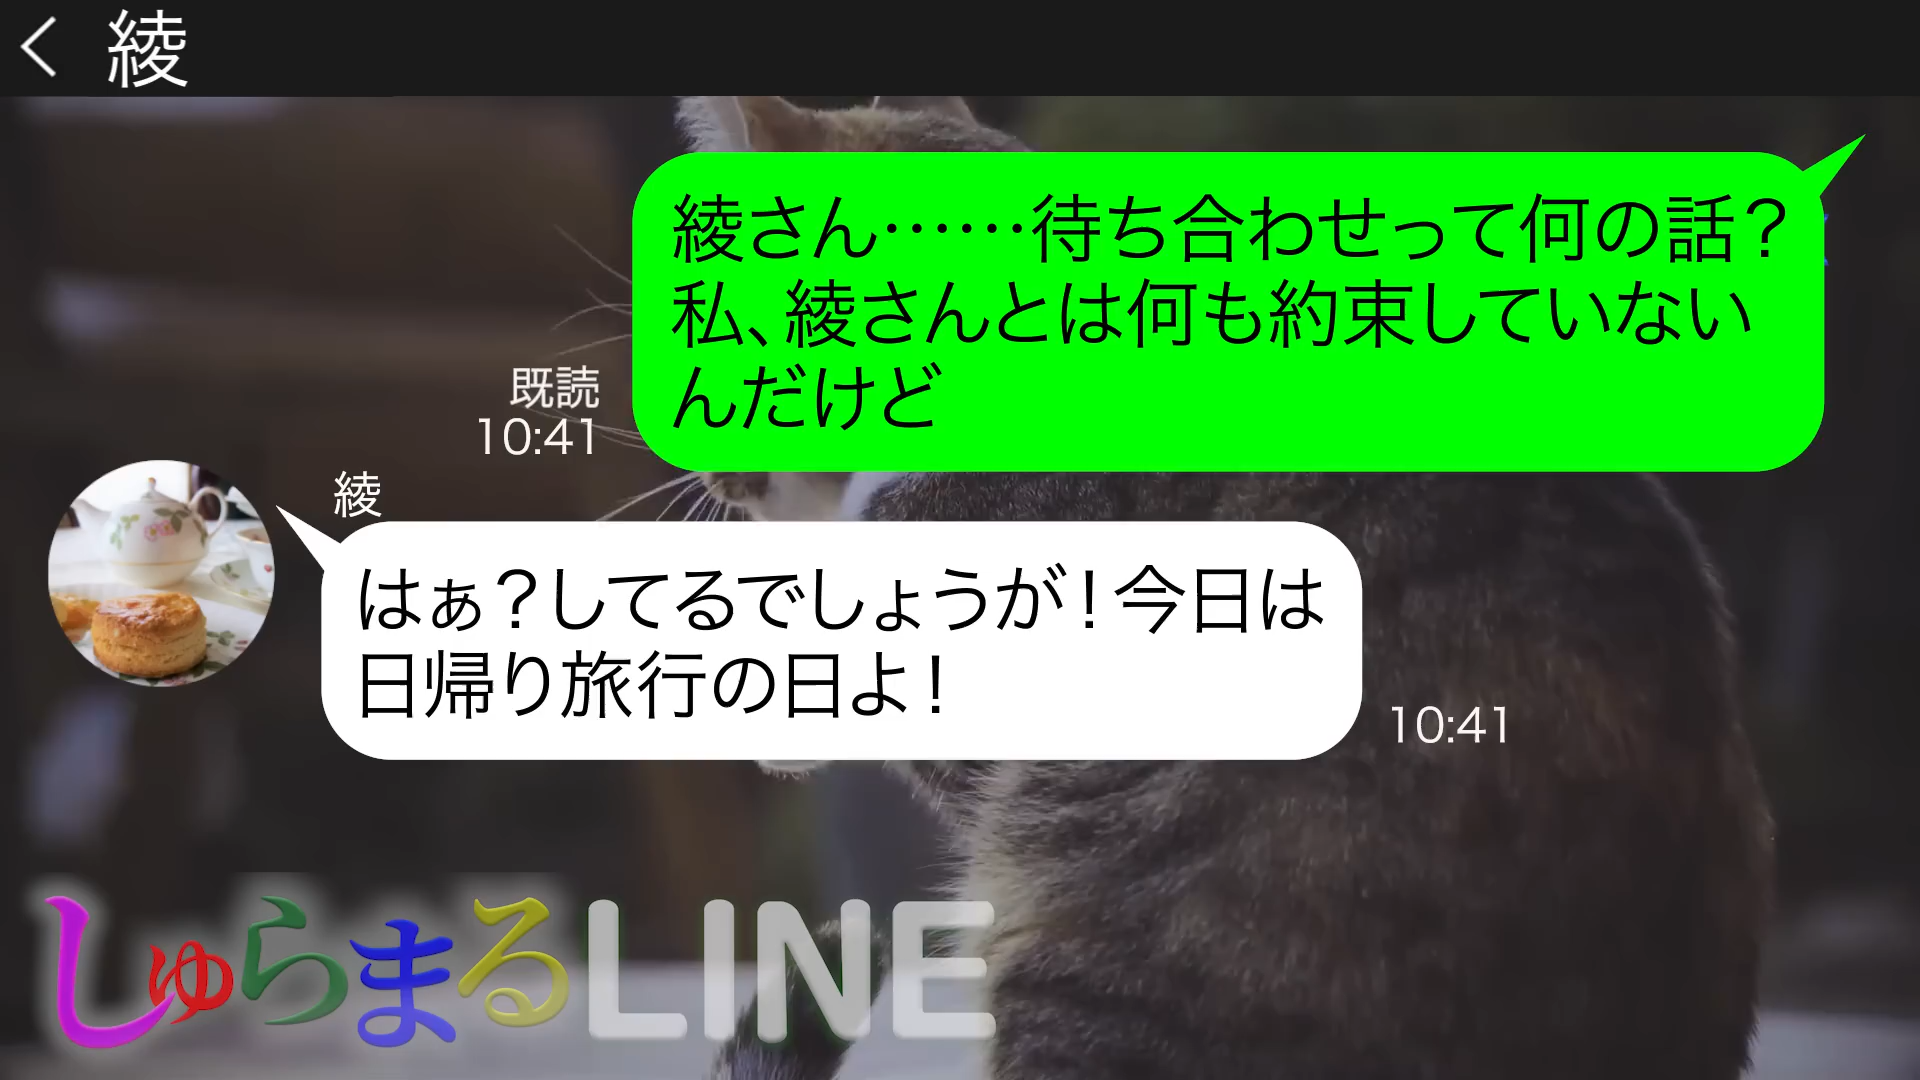 綾
綾さん……待ち合わせって何の話？
私、綾さんとは何も約束していない
んだけど
既読
10:41
綾
はぁ？してるでしょうが！今日は
日帰り旅行の日よ！
10:41
しゅらまるLINE